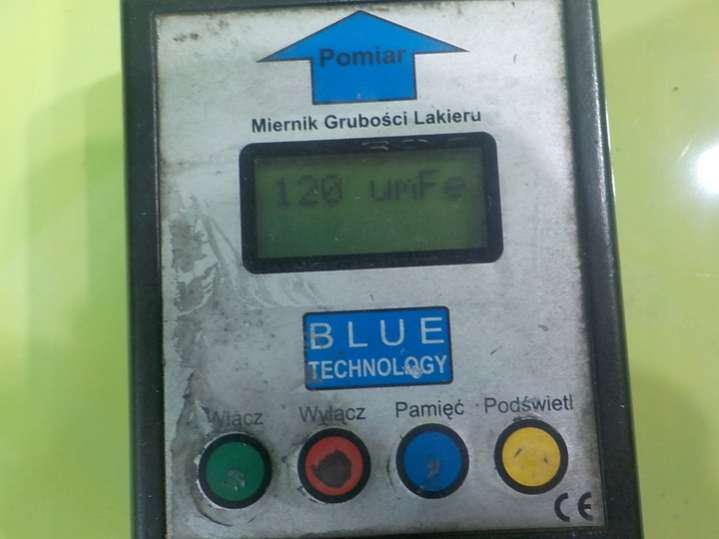 Pomiar
Miernik Grubości Lakieru
120 umFe
BLUE
TECHNOLOGY
Włącz Wyłącz Pamięć Podświetl
CE